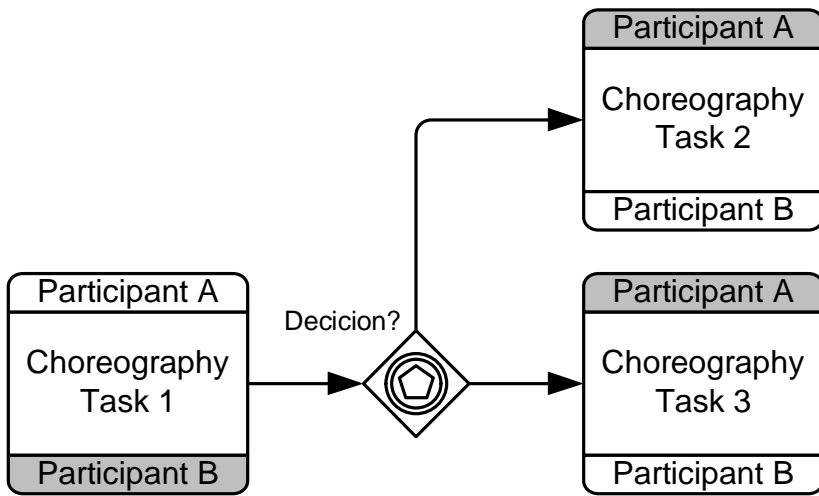 Participant A
Choreography
Task 2
Participant B
Participant A
Choreography
Task 1
Participant B
Decicion?
Participant A
Choreography
Task 3
Participant B